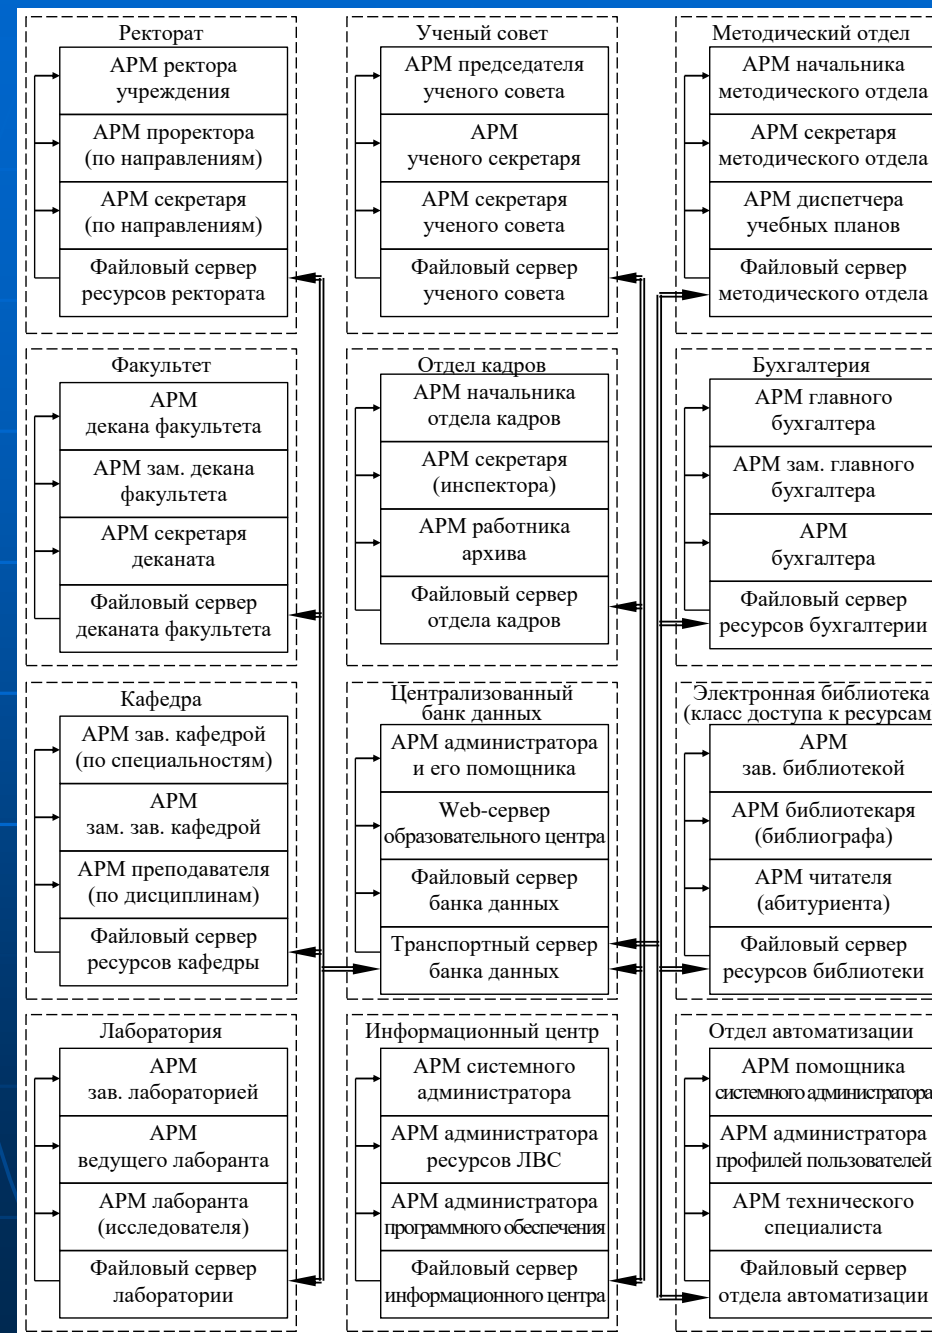 Ректорат
АРМ ректора
учреждения
АРМ проректора
(по направлениям)
АРМ секретаря
(по направлениям)
Файловый сервер
ресурсов ректората
Ученый совет
АРМ председателя
ученого совета
АРМ
ученого секретаря
АРМ секретаря
ученого совета
Файловый сервер
ученого совета
Методический отдел
АРМ начальника
методического отдела
АРМ секретаря
методического отдела
АРМ диспетчера
учебных планов
Файловый сервер
методического отдела
Факультет
АРМ
декана факультета
АРМ зам. декана
факультета
АРМ секретаря
деканата
Файловый сервер
деканата факультета
Отдел кадров
АРМ начальника
отдела кадров
АРМ секретаря
(инспектора)
АРМ работника
архива
Файловый сервер
отдела кадров
Бухгалтерия
АРМ главного
бухгалтера
АРМ зам. главного
бухгалтера
АРМ
бухгалтера
Файловый сервер
ресурсов бухгалтерии
Кафедра
АРМ зав. кафедрой
(по специальностям)
АРМ
зам. зав. кафедрой
АРМ преподавателя
(по дисциплинам)
Файловый сервер
ресурсов кафедры
Централизованный
банк данных
АРМ администратора
и его помощника
Web-сервер
образовательного центра
Файловый сервер
банка данных
Транспортный сервер
банка данных
Электронная библиотека
(класс доступа к ресурсам
АРМ
зав. библиотекой
АРМ библиотекаря
(библиографа)
АРМ читателя
(абитуриента)
Файловый сервер
ресурсов библиотеки
Лаборатория
АРМ
зав. лабораторией
АРМ
ведущего лаборанта
АРМ лаборанта
(исследователя)
Файловый сервер
лаборатории
Информационный центр
АРМ системного
администратора
АРМ администратора
ресурсов ЛВС
АРМ администратора
программного обеспечения
Файловый сервер
информационного центра
Отдел автоматизации
АРМ помощника
системного администратора
АРМ администратора
профилей пользователей
АРМ технического
специалиста
Файловый сервер
отдела автоматизации